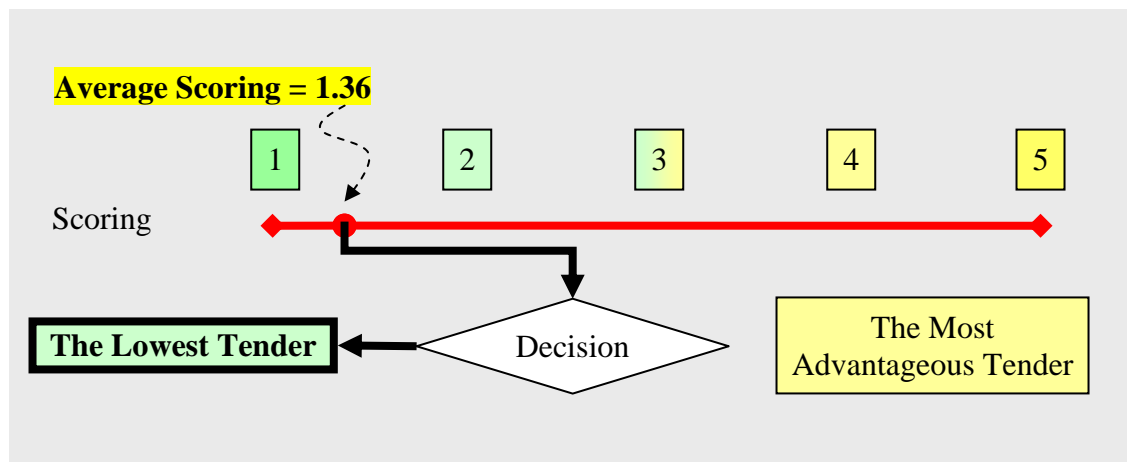 Average Scoring = 1.36
1 2 3 4 5
Scoring
The Lowest Tender
Decision
The Most
Advantageous Tender